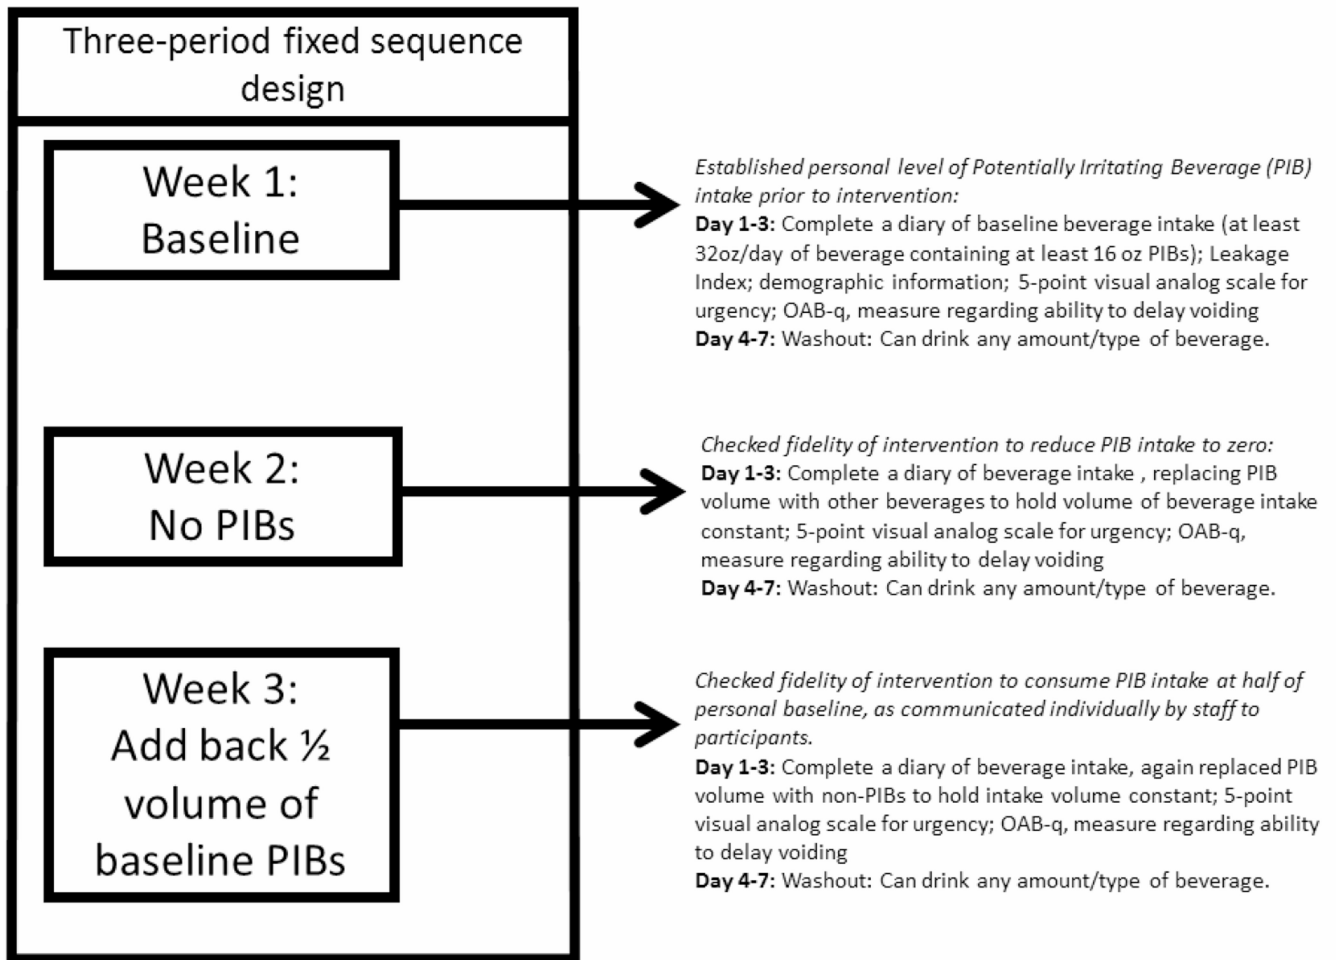 Three-period fixed sequence
design
Week 1:
Baseline
Established personal level of Potentially Irritating Beverage (PIB)
intake prior to intervention:
Day 1-3: Complete a diary of baseline beverage intake (at least
32oz/day of beverage containing at least 16 oz PIBs); Leakage
Index; demographic information; 5-point visual analog scale for
urgency; OAB-q, measure regarding ability to delay voiding
Day 4-7: Washout: Can drink any amount/type of beverage.
Week 2:
No PIBs
Checked fidelity of intervention to reduce PIB intake to zero:
Day 1-3: Complete a diary of beverage intake , replacing PIB
volume with other beverages to hold volume of beverage intake
constant; 5-point visual analog scale for urgency; OAB-q,
measure regarding ability to delay voiding
Day 4-7: Washout: Can drink any amount/type of beverage.
Week 3:
Add back ½
volume of
baseline PIBs
Checked fidelity of intervention to consume PIB intake at half of
personal baseline, as communicated individually by staff to
participants.
Day 1-3: Complete a diary of beverage intake, again replaced PIB
volume with non-PIBs to hold intake volume constant; 5-point
visual analog scale for urgency; OAB-q, measure regarding ability
to delay voiding
Day 4-7: Washout: Can drink any amount/type of beverage.